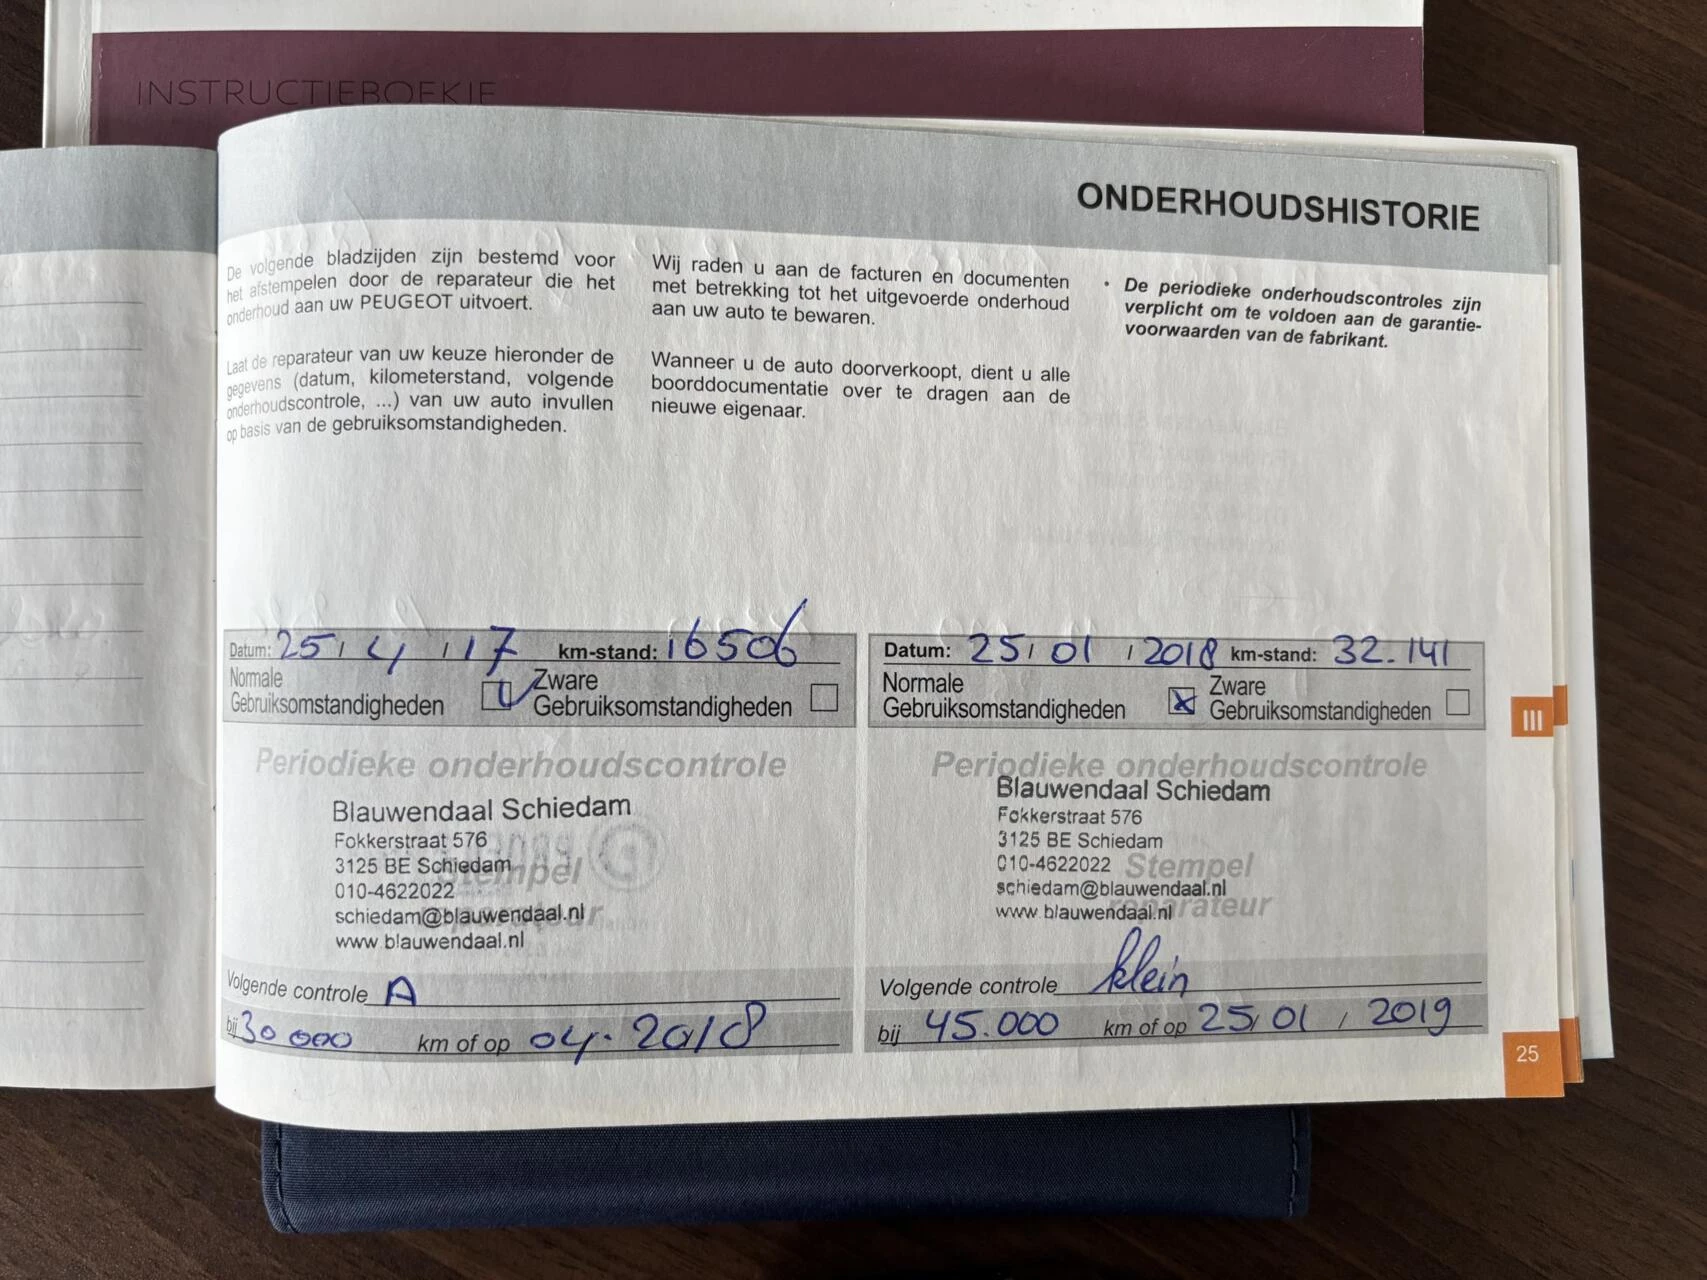 INSTRUCTIEBOEKJE
ONDERHOUDSHISTORIE
De volgende bladzijden zijn bestemd voor
het afstempelen door de reparateur die het
onderhoud aan uw PEUGEOT uitvoert.
Laat de reparateur van uw keuze hieronder de
gegevens (datum, kilometerstand, volgende
onderhoudscontrole, ...) van uw auto invullen
op basis van de gebruiksomstandigheden.
Wij raden u aan de facturen en documenten
met betrekking tot het uitgevoerde onderhoud
aan uw auto te bewaren.
Wanneer u de auto doorverkoopt, dient u alle
boorddocumentatie over te dragen aan de
nieuwe eigenaar.
• De periodieke onderhoudscontroles zijn
verplicht om te voldoen aan de garantie-
voorwaarden van de fabrikant.
Datum: 25 / 4 / 17 km-stand: 16506
Normale Zware
Gebruiksomstandigheden Gebruiksomstandigheden
Periodieke onderhoudscontrole
Blauwendaal Schiedam
Fokkerstraat 576
3125 BE Schiedam
Stempel
010-4622022
schiedam@blauwendaal.nl
reparateur
www.blauwendaal.nl
Volgende controle A
bij 30 000 km of op 04. 2018
Datum: 25 / 01 / 2018 km-stand: 32.141
Normale Zware
Gebruiksomstandigheden Gebruiksomstandigheden
Periodieke onderhoudscontrole
Blauwendaal Schiedam
Fokkerstraat 576
3125 BE Schiedam
010-4622022 Stempel
schiedam@blauwendaal.nl
www.blauwendaal.nl reparateur
Volgende controle klein
bij 45.000 km of op 25 / 01 / 2019
III
25